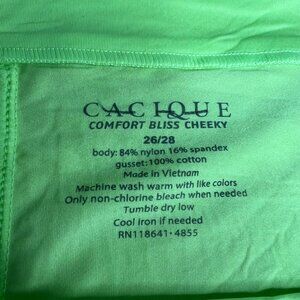 CACIQUE
COMFORT BLISS CHEEKY
26/28
body: 84% nylon 16% spandex
gusset: 100% cotton
Made in Vietnam
Machine wash warm with like colors
Only non-chlorine bleach when needed
Tumble dry low
Cool iron if needed
RN118641 • 4855